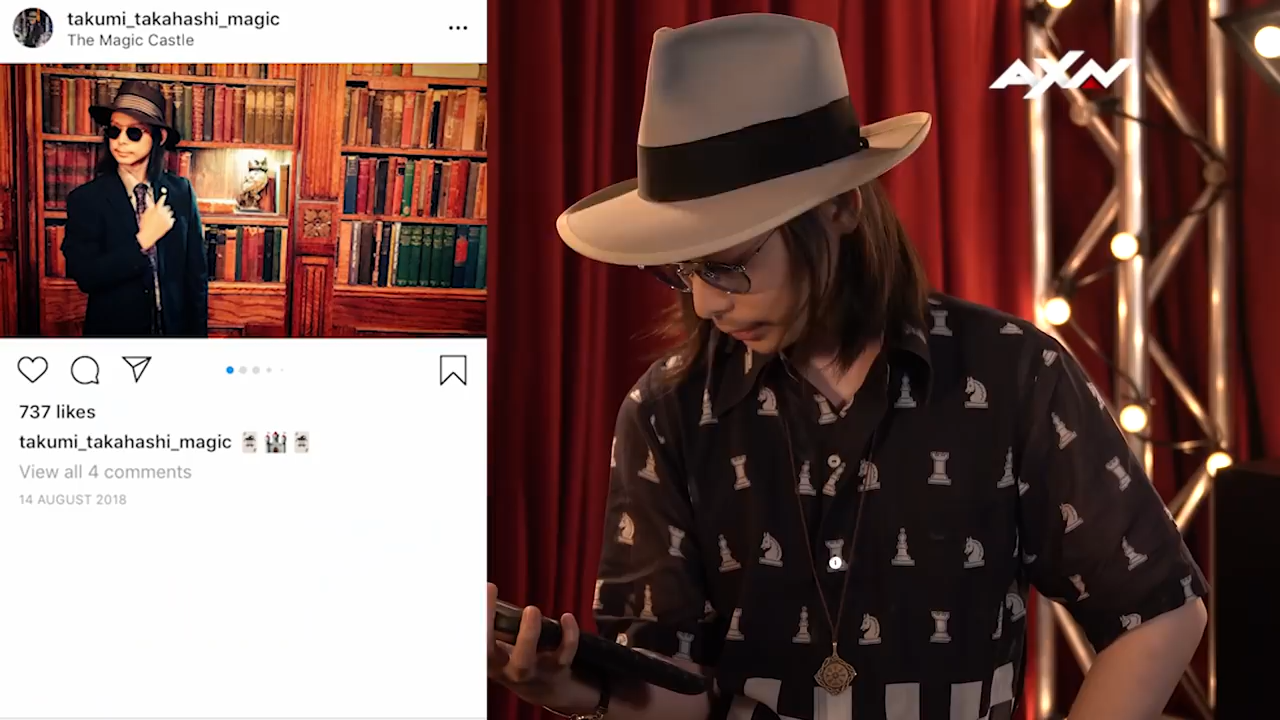 takumi_takahashi_magic
The Magic Castle
AXN
737 likes
takumi_takahashi_magic
View all 4 comments
14 AUGUST 2018